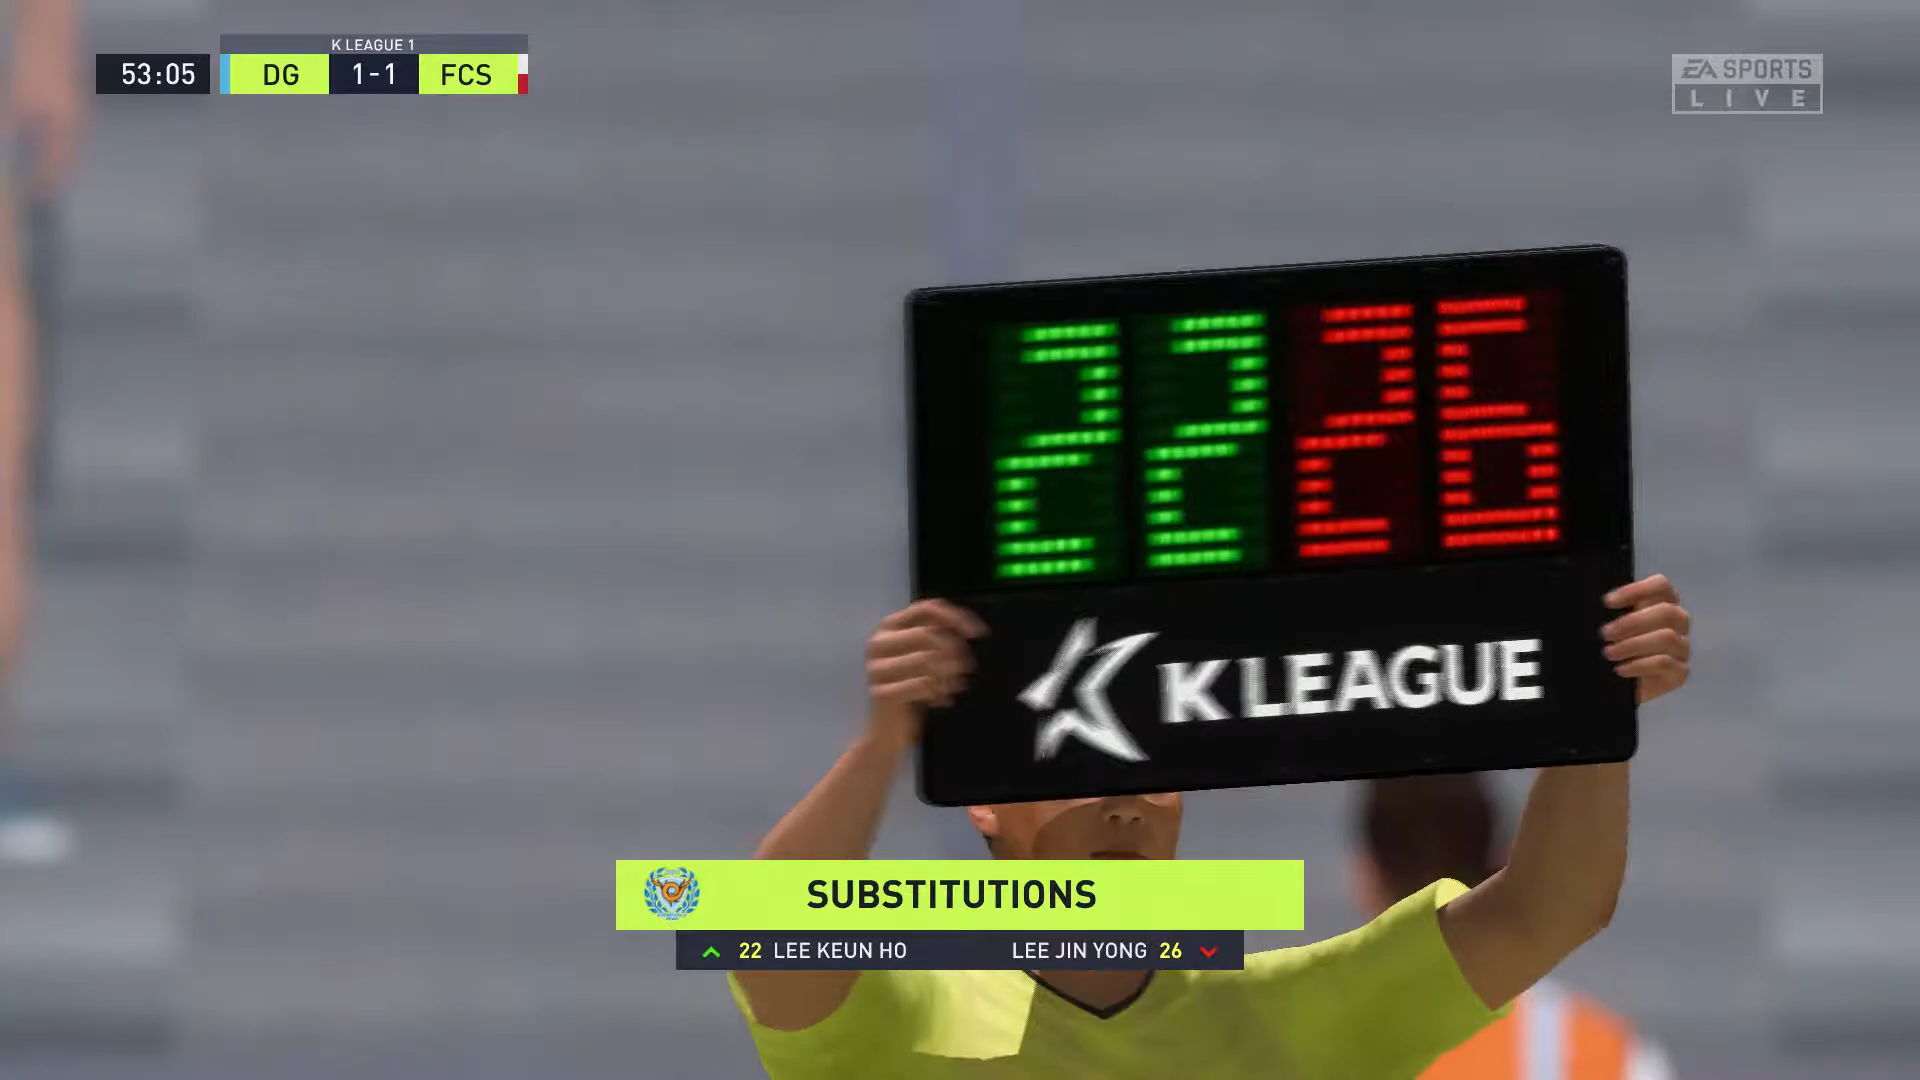 K LEAGUE 1
53:05 DG 1-1 FCS
EA SPORTS
LIVE
22 26
K LEAGUE
SUBSTITUTIONS
22 LEE KEUN HO LEE JIN YONG 26